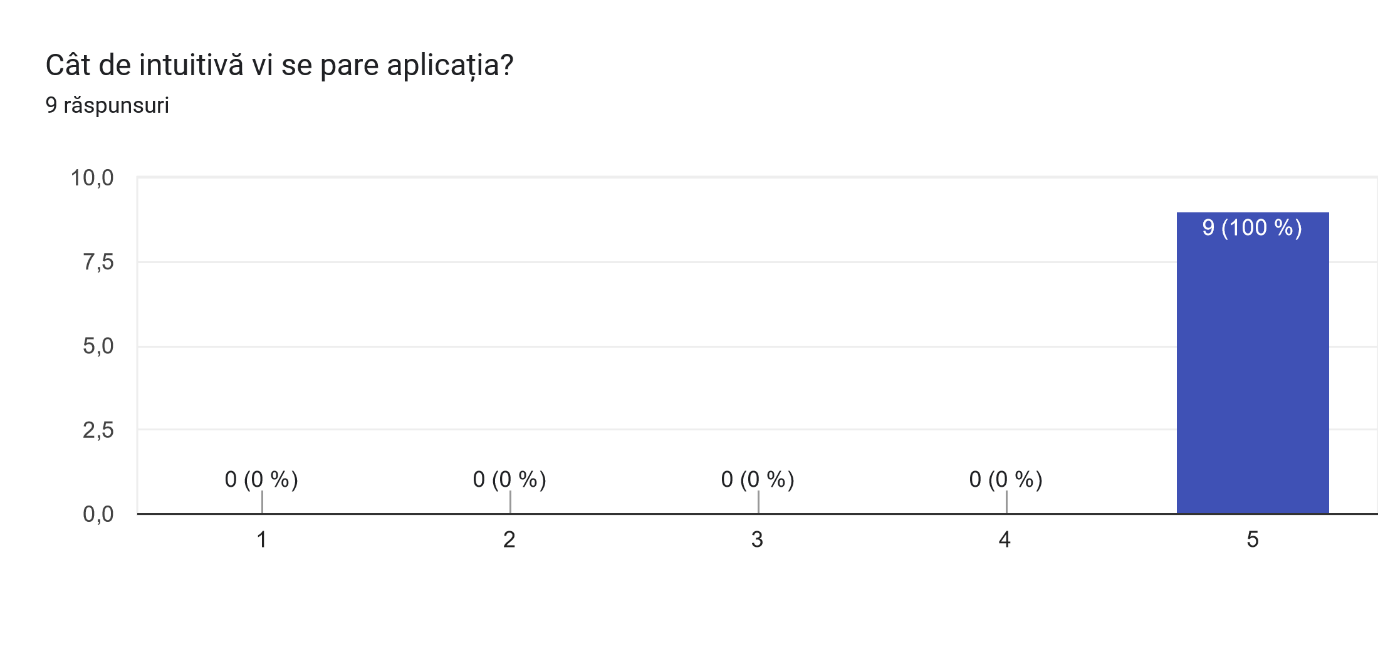 Cât de intuitivă vi se pare aplicația?
9 răspunsuri
10,0
7,5
5,0
2,5
0,0
0 (0 %)
0 (0 %)
0 (0 %)
0 (0 %)
9 (100 %)
1
2
3
4
5